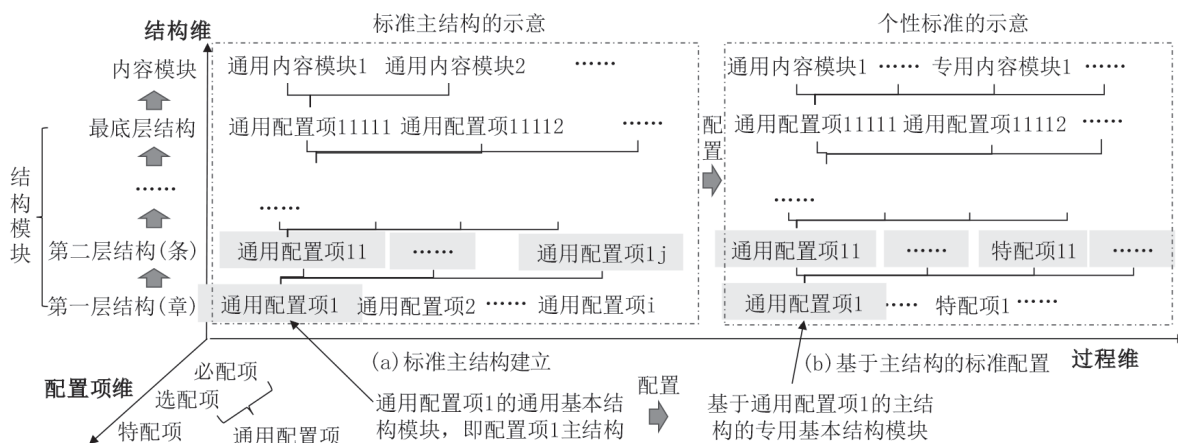 结构维
标准主结构的示意
个性标准的示意
内容模块
通用内容模块1 通用内容模块2 ……
通用内容模块1 …… 专用内容模块1 ……
最底层结构
通用配置项11111 通用配置项11112 ……
配置
通用配置项11111 通用配置项11112 ……
结构模块
……
……
……
第二层结构(条)
通用配置项11 …… 通用配置项1j
通用配置项11 …… 特配项11 ……
第一层结构(章)
通用配置项1 通用配置项2 …… 通用配置项i
通用配置项1 …… 特配项1 ……
(a)标准主结构建立
(b)基于主结构的标准配置
过程维
配置项维
必配项
选配项
特配项
通用配置项
通用配置项1的通用基本结
构模块，即配置项1主结构
配置
基于通用配置项1的主结
构的专用基本结构模块